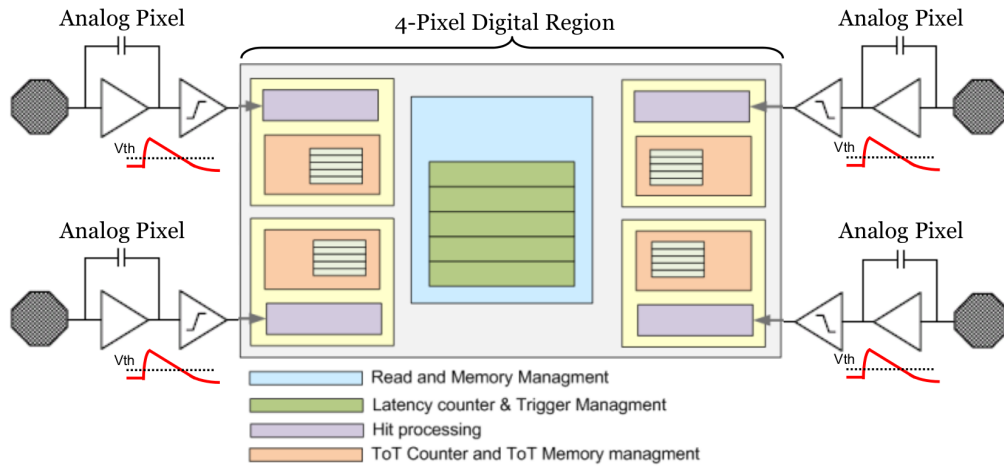 Analog Pixel
4-Pixel Digital Region
Analog Pixel
Vth
Vth
Analog Pixel
Analog Pixel
Vth
Vth
Read and Memory Managment
Latency counter & Trigger Managment
Hit processing
ToT Counter and ToT Memory managment